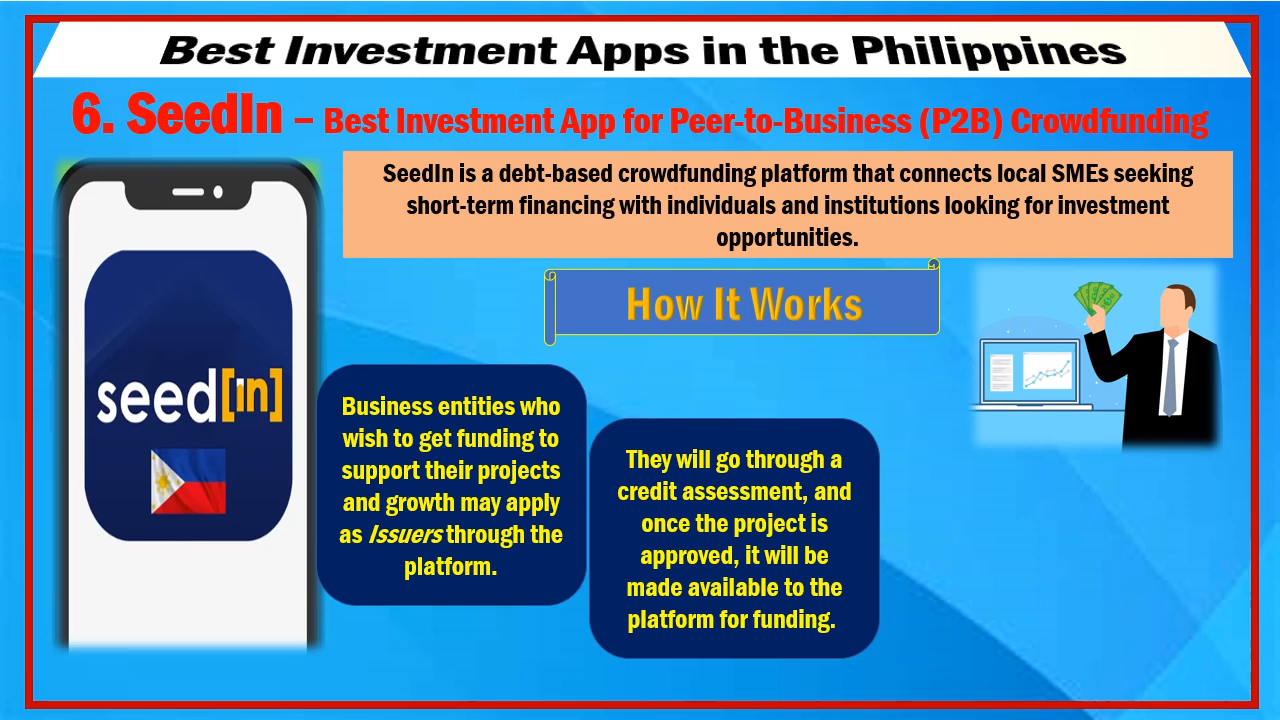 Best Investment Apps in the Philippines
6. SeedIn – Best Investment App for Peer-to-Business (P2B) Crowdfunding
SeedIn is a debt-based crowdfunding platform that connects local SMEs seeking
short-term financing with individuals and institutions looking for investment
opportunities.
How It Works
seed[in]
Business entities who
wish to get funding to
support their projects
and growth may apply
as Issuers through the
platform.
They will go through a
credit assessment, and
once the project is
approved, it will be
made available to the
platform for funding.